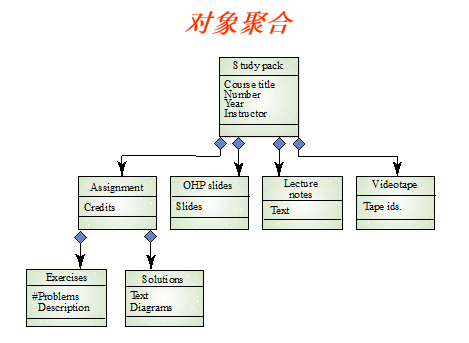 对象聚合
Study pack
Course title
Number
Year
Instructor
Assignment
Credits
OHP slides
Slides
Lecture
notes
Text
Videotape
Tape ids.
Exercises
#Problems
Description
Solutions
Text
Diagrams